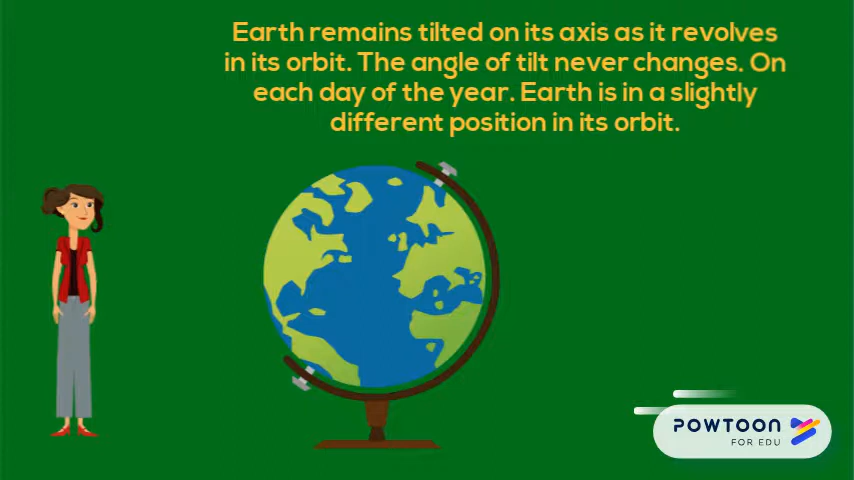 Earth remains tilted on its axis as it revolves
in its orbit. The angle of tilt never changes. On
each day of the year. Earth is in a slightly
different position in its orbit.
POWTOON
FOR EDU